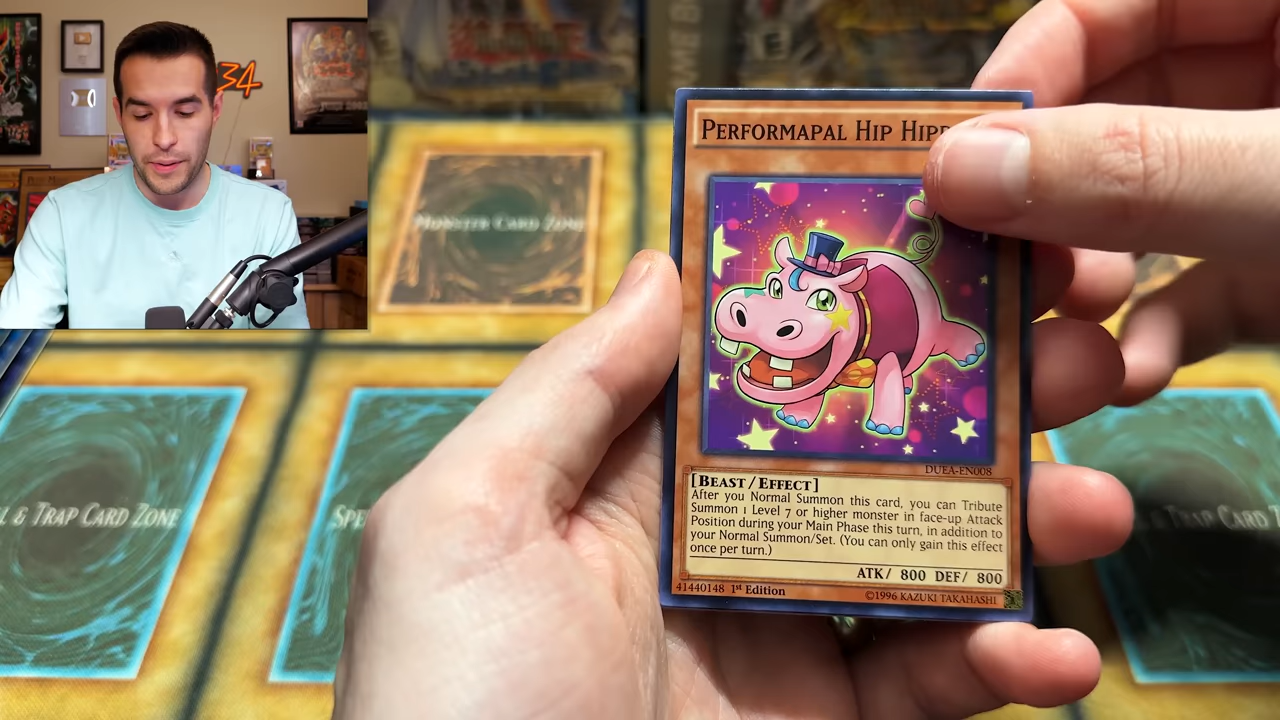 34
MONSTER CARD ZONE
PERFORMAPAL HIP
DUEA-EN008
[BEAST/EFFECT]
After you Normal Summon this card, you can Tribute
Summon 1 Level 7 or higher monster in face-up Attack
Position during your Main Phase this turn, in addition to
your Normal Summon/Set. (You can only gain this effect
once per turn.)
ATK/ 800 DEF/ 800
41440148 1st Edition
©1996 KAZUKI TAKAHASHI
& TRAP CARD ZONE
& TRAP CARD